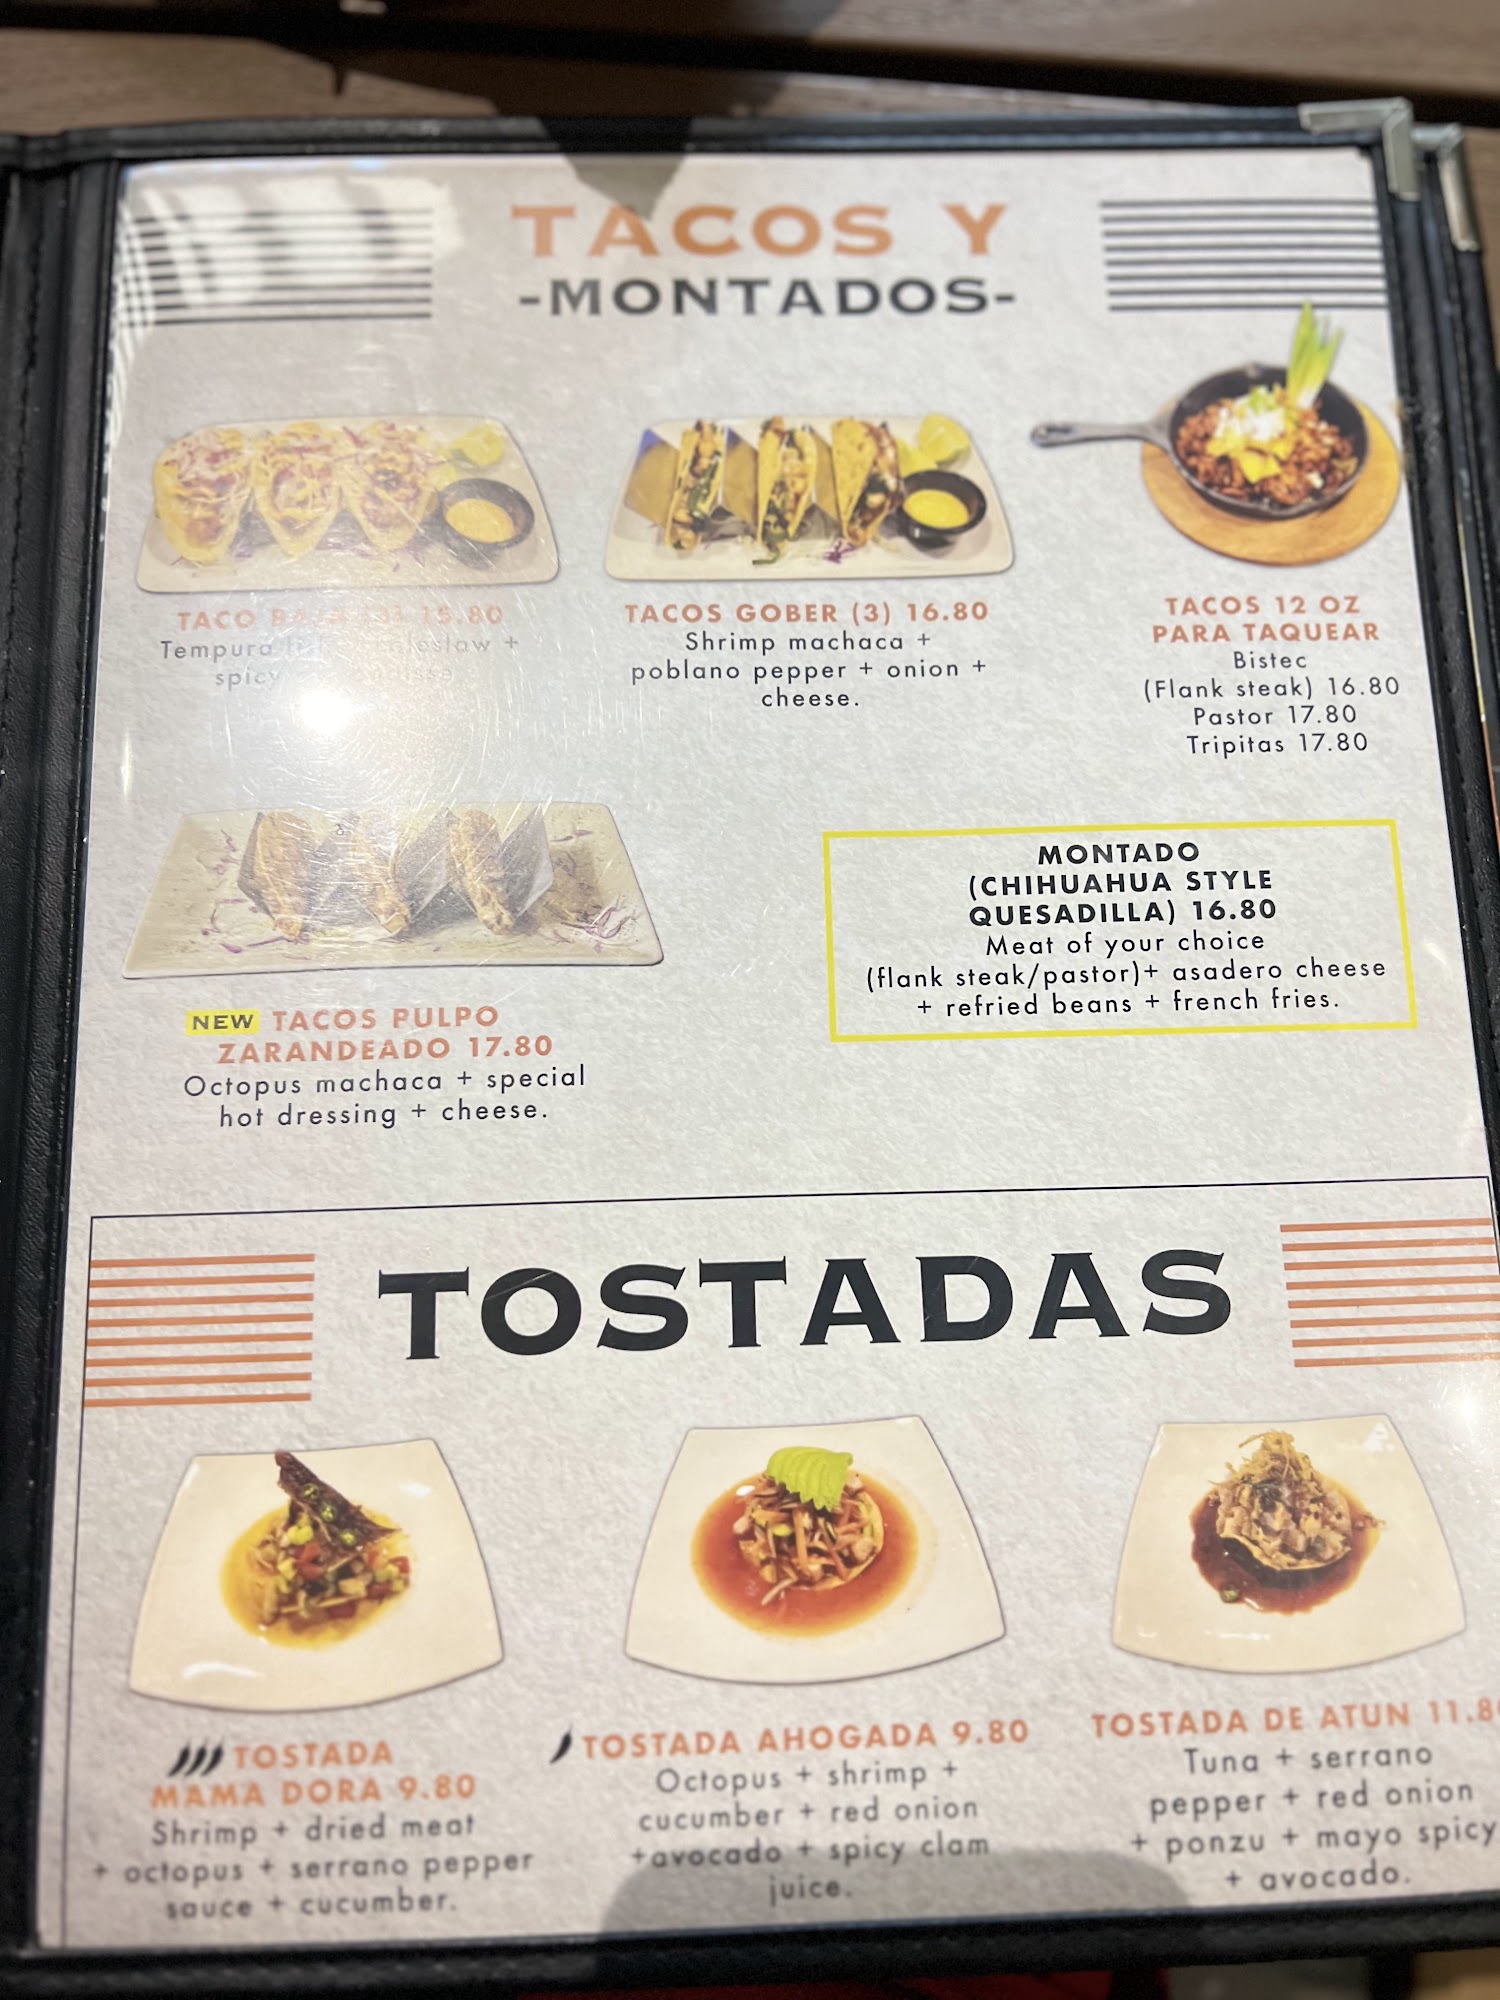 TACOS Y
-MONTADOS-
TACO 15.80
Tempura +
spicy
TACOS GOBER (3) 16.80
Shrimp machaca +
poblano pepper + onion +
cheese.
TACOS 12 OZ
PARA TAQUEAR
Bistec
(Flank steak) 16.80
Pastor 17.80
Tripitas 17.80
NEW TACOS PULPO
ZARANDEADO 17.80
Octopus machaca + special
hot dressing + cheese.
MONTADO
(CHIHUAHUA STYLE
QUESADILLA) 16.80
Meat of your choice
(flank steak/pastor)+ asadero cheese
+ refried beans + french fries.
TOSTADAS
TOSTADA
MAMA DORA 9.80
Shrimp + dried meat
+ octopus + serrano pepper
sauce + cucumber.
TOSTADA AHOGADA 9.80
Octopus + shrimp +
cucumber + red onion
+avocado + spicy clam
juice.
TOSTADA DE ATUN 11.8
Tuna + serrano
pepper + red onion
+ ponzu + mayo spicy
+ avocado.